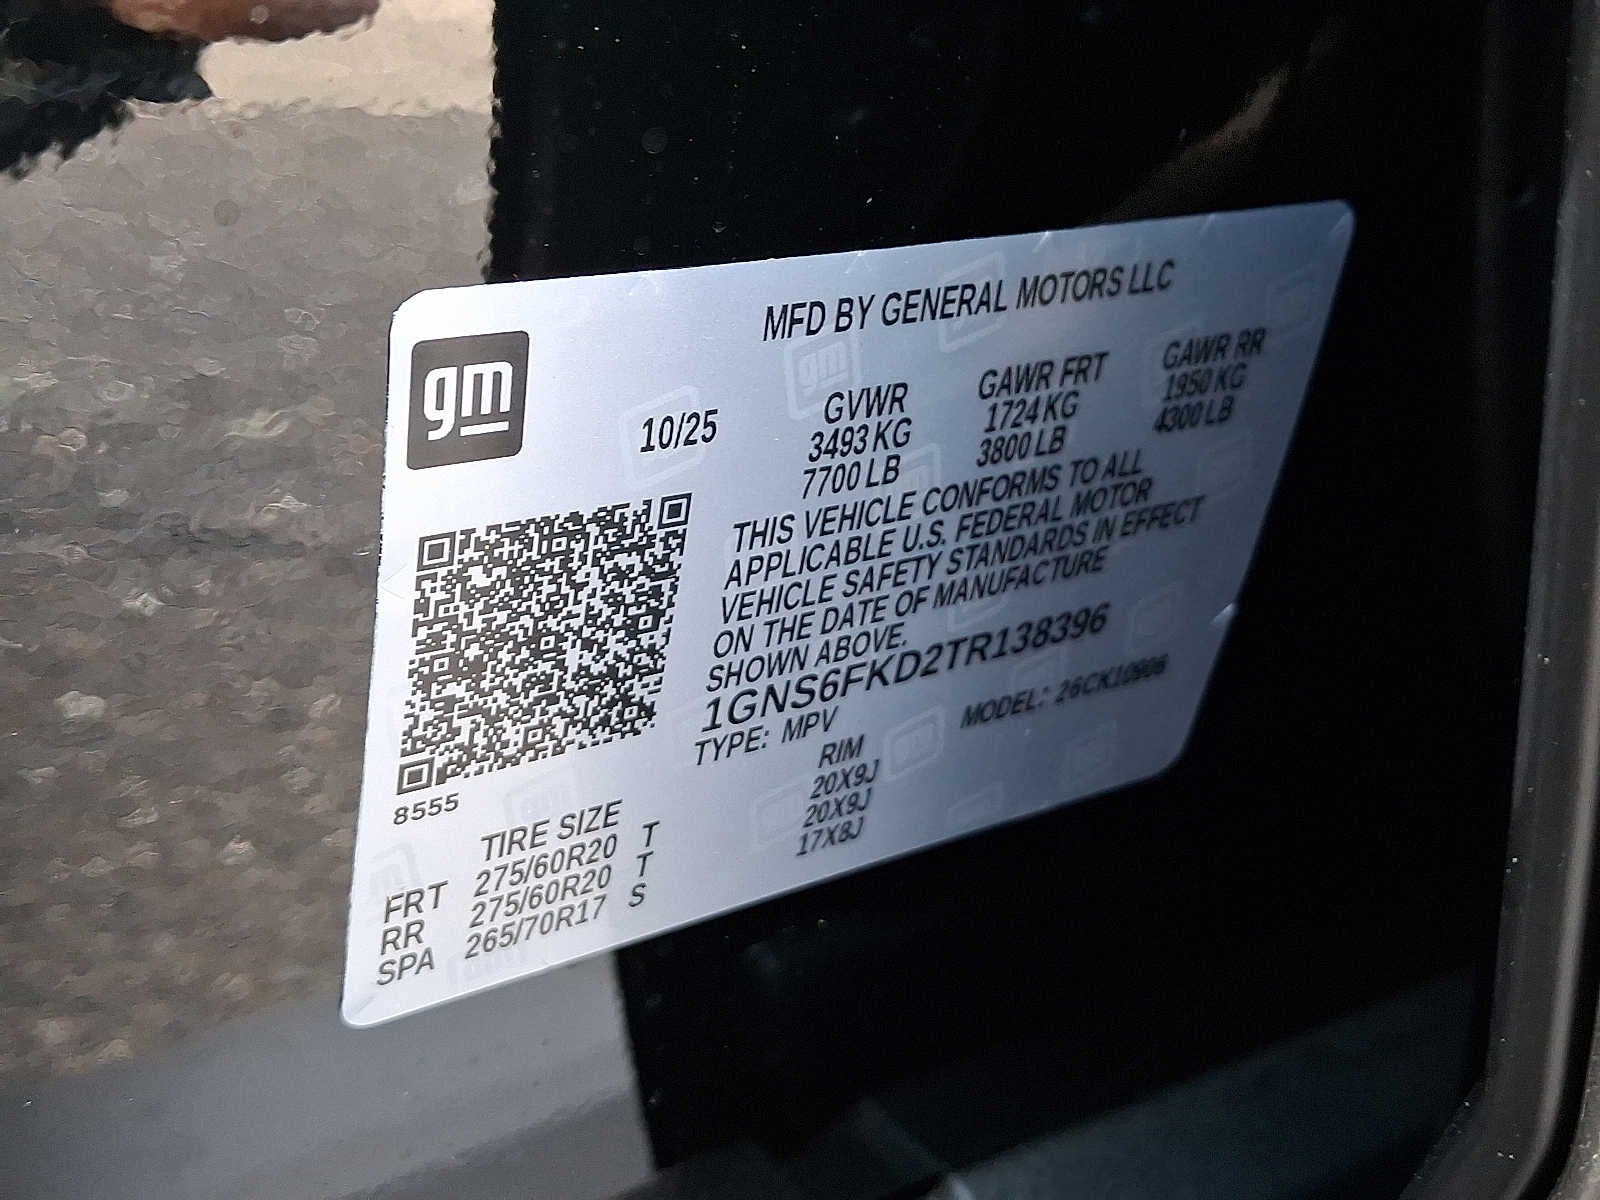 MFD BY GENERAL MOTORS LLC
gm
10/25
GVWR GAWR FRT GAWR RR
3493 KG 1724 KG 1950 KG
7700 LB 3800 LB 4300 LB
THIS VEHICLE CONFORMS TO ALL
APPLICABLE U.S. FEDERAL MOTOR
VEHICLE SAFETY STANDARDS IN EFFECT
ON THE DATE OF MANUFACTURE
SHOWN ABOVE.
1GNS6FKD2TR138396
TYPE: MPV MODEL: 26CK10906
8555
TIRE SIZE RIM
FRT 275/60R20 T 20X9J
RR 275/60R20 T 20X9J
SPA 265/70R17 S 17X8J